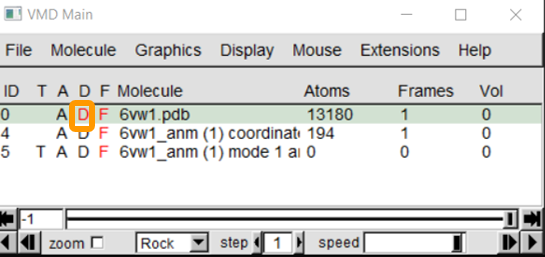 VMD Main
File Molecule Graphics Display Mouse Extensions Help
ID T A D F Molecule Atoms Frames Vol
0 A D F 6vw1.pdb 13180 1 0
4 A D F 6vw1_anm (1) coordinat 194 1 0
5 T A D F 6vw1_anm (1) mode 1 a 0 0 0
-1
zoom Rock step 1 speed